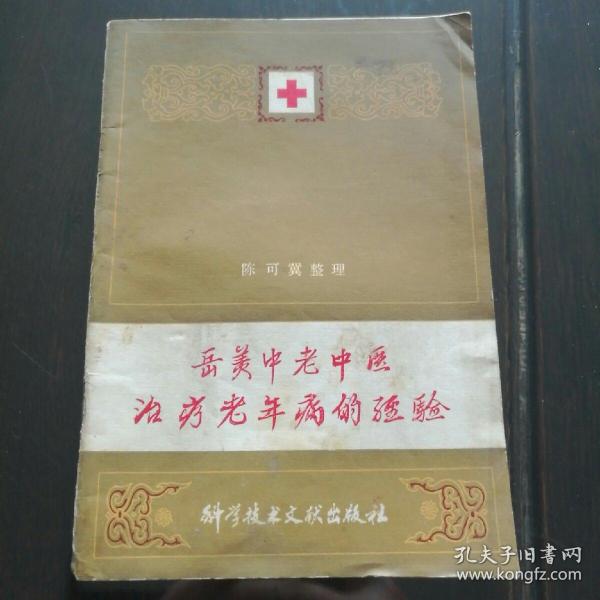 陈可冀整理
岳美中老中医
治疗老年病的经验
科学技术文献出版社
孔夫子旧书网
www.kongfz.com